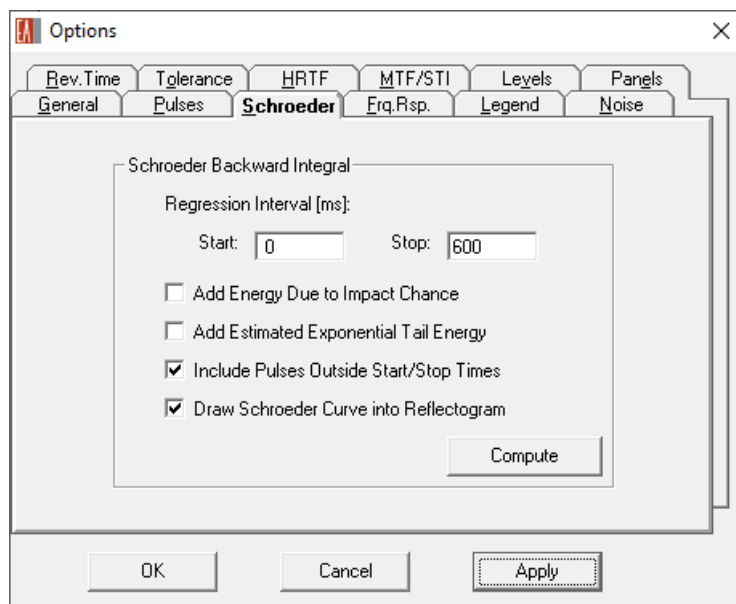 EA Options
Rev.Time Tolerance HRTF MTF/STI Levels Panels
General Pulses Schroeder Frq.Rsp. Legend Noise
Schroeder Backward Integral
Regression Interval [ms]:
Start: 0 Stop: 600
Add Energy Due to Impact Chance
Add Estimated Exponential Tail Energy
Include Pulses Outside Start/Stop Times
Draw Schroeder Curve into Reflectogram
Compute
OK Cancel Apply